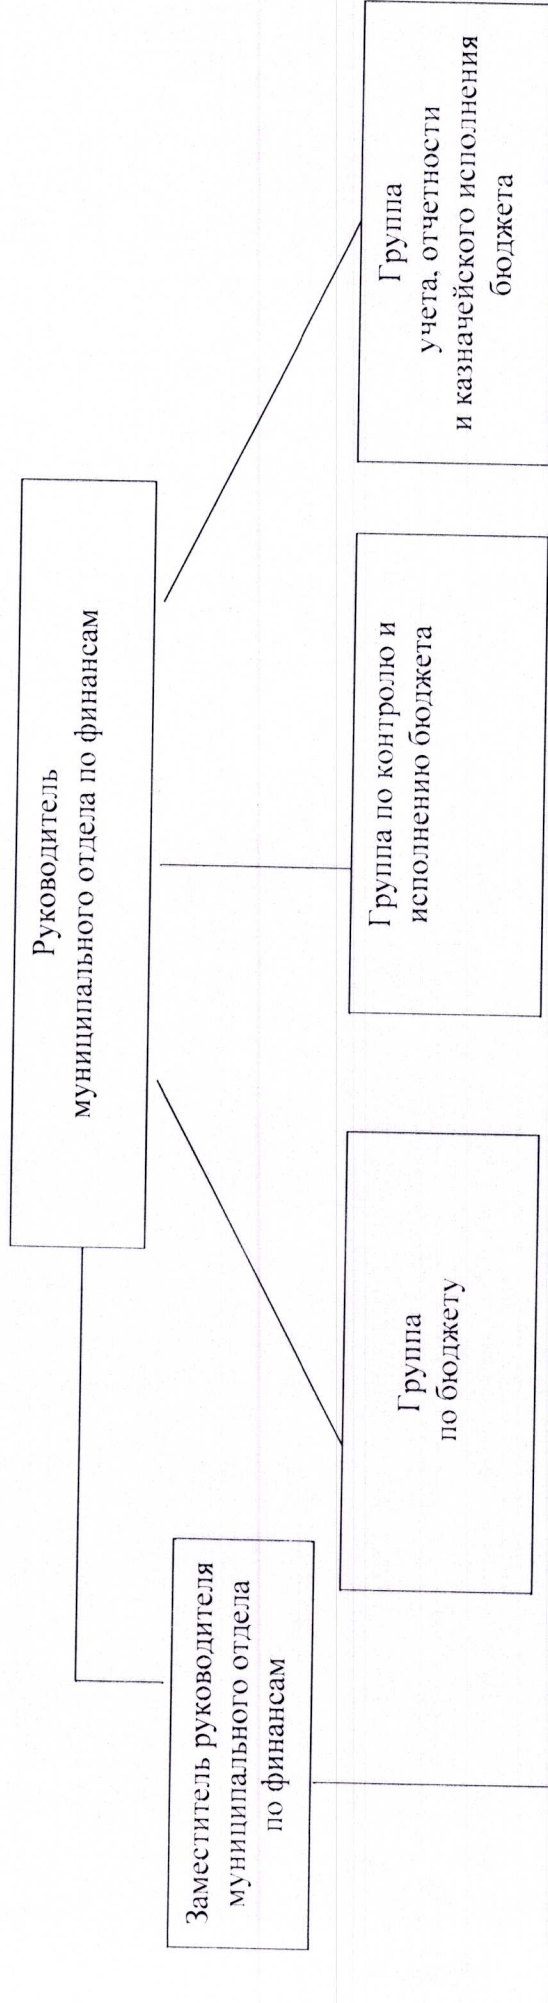 Руководитель
муниципального отдела по финансам
Заместитель руководителя
муниципального отдела
по финансам
Группа
по бюджету
Группа по контролю и
исполнению бюджета
Группа
учета, отчетности
и казначейского исполнения
бюджета